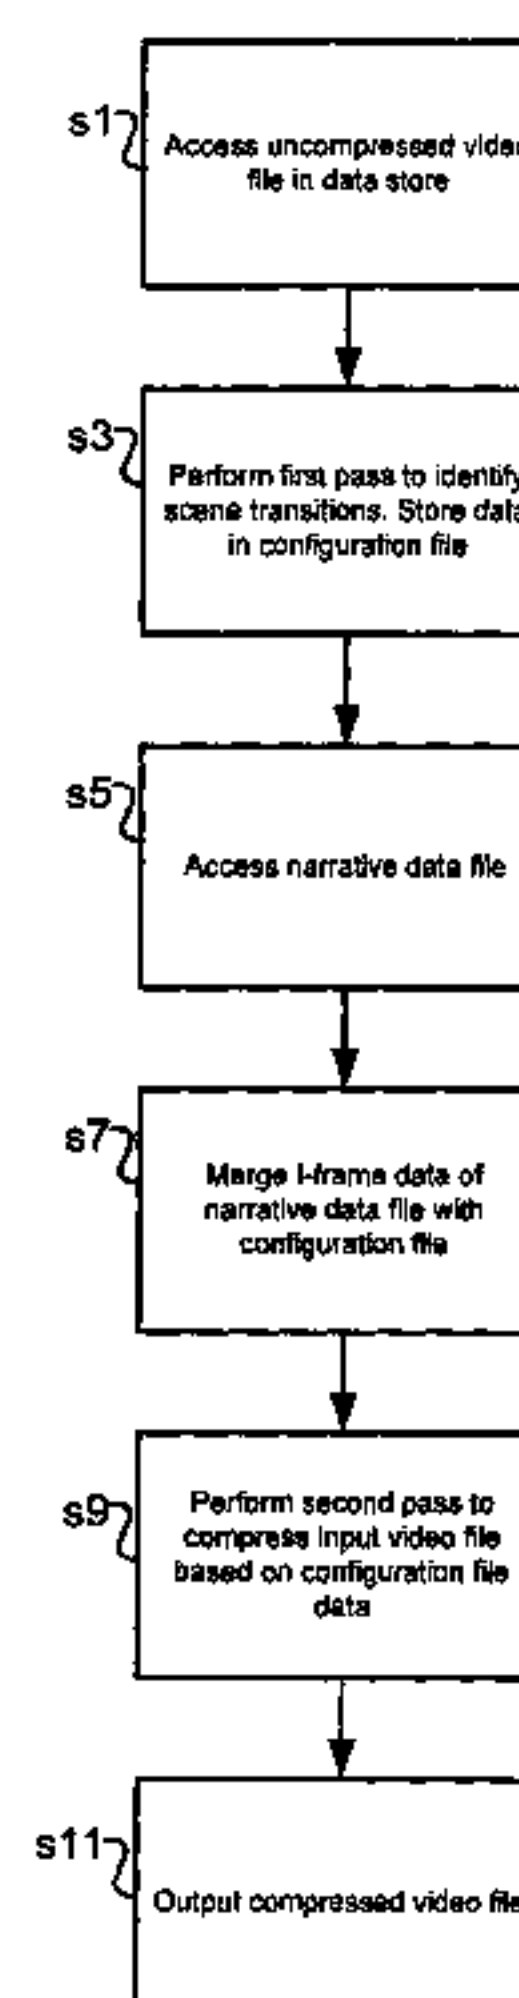 s1
Access uncompressed video
file in data store
s3
Perform first pass to identify
scene transitions. Store data
in configuration file
s5
Access narrative data file
s7
Merge I-frame data of
narrative data file with
configuration file
s9
Perform second pass to
compress input video file
based on configuration file
data
s11
Output compressed video file